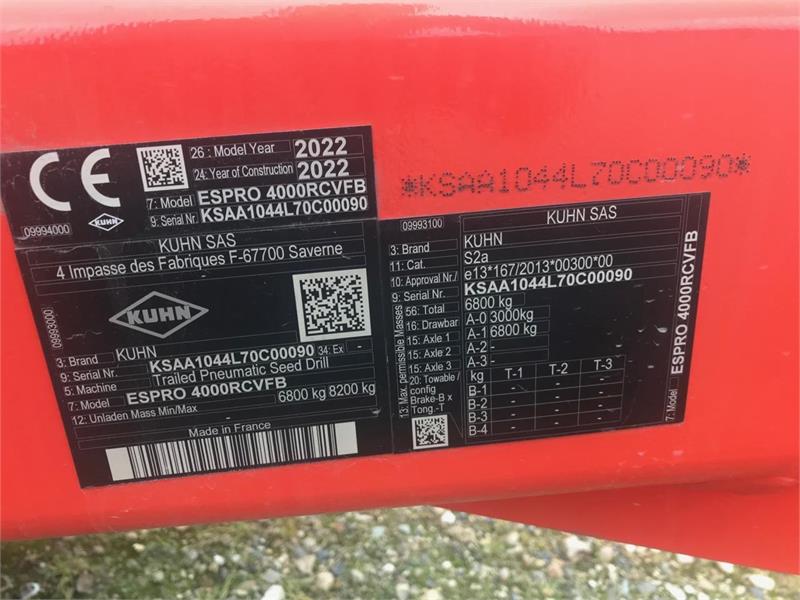 CE
26: Model Year 2022
24: Year of Construction 2022
7: Model ESPRO 4000RCVFB
9: Serial Nr. KSAA1044L70C00090
09994000
KUHN
KUHN SAS
4 Impasse des Fabriques F-67700 Saverne
KUHN
09993000
3: Brand KUHN
9: Serial Nr. KSAA1044L70C00090 34: Ex -
5: Machine Trailed Pneumatic Seed Drill
7: Model ESPRO 4000RCVFB
12: Unladen Mass Min/Max 6800 kg 8200 kg
Made in France
*KSAA1044L70C00090*
09993100
KUHN SAS
3: Brand KUHN
11: Cat. S2a
10: Approval Nr. e13*167/2013*00300*00
9: Serial Nr. KSAA1044L70C00090
13: Max. permissible Masses
56: Total 6800 kg
16: Drawbar A-0 3000kg
15: Axle 1 A-1 6800 kg
15: Axle 2 A-2 -
15: Axle 3 A-3 -
20: Towable / config
Brake-B x
Tong.-T
kg T-1 T-2 T-3
B-1 - - -
B-2 - - -
B-3 - - -
B-4 - - -
7: Model ESPRO 4000RCVFB